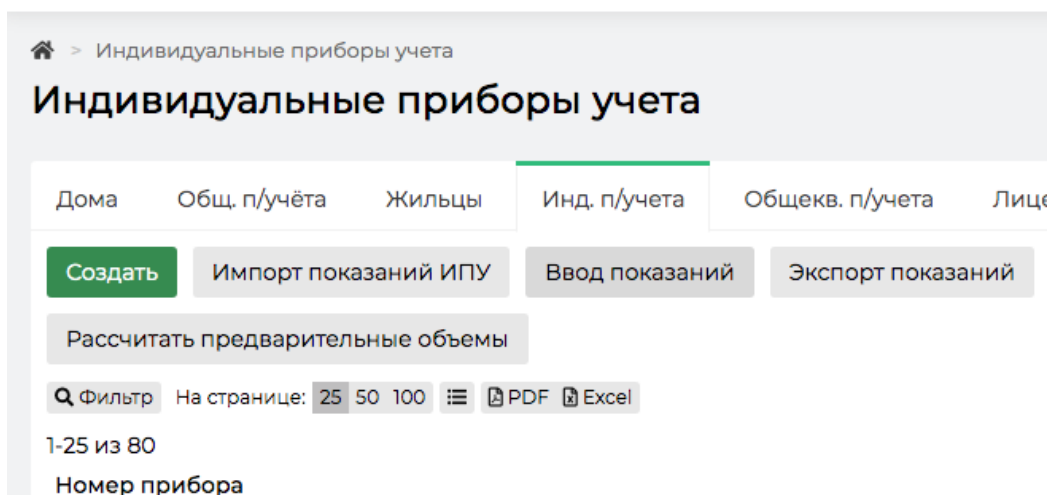 > Индивидуальные приборы учета
Индивидуальные приборы учета
Дома Общ. п/учёта Жильцы Инд. п/учета Общекв. п/учета Лице
Создать Импорт показаний ИПУ Ввод показаний Экспорт показаний
Рассчитать предварительные объемы
Фильтр На странице: 25 50 100 PDF Excel
1-25 из 80
Номер прибора